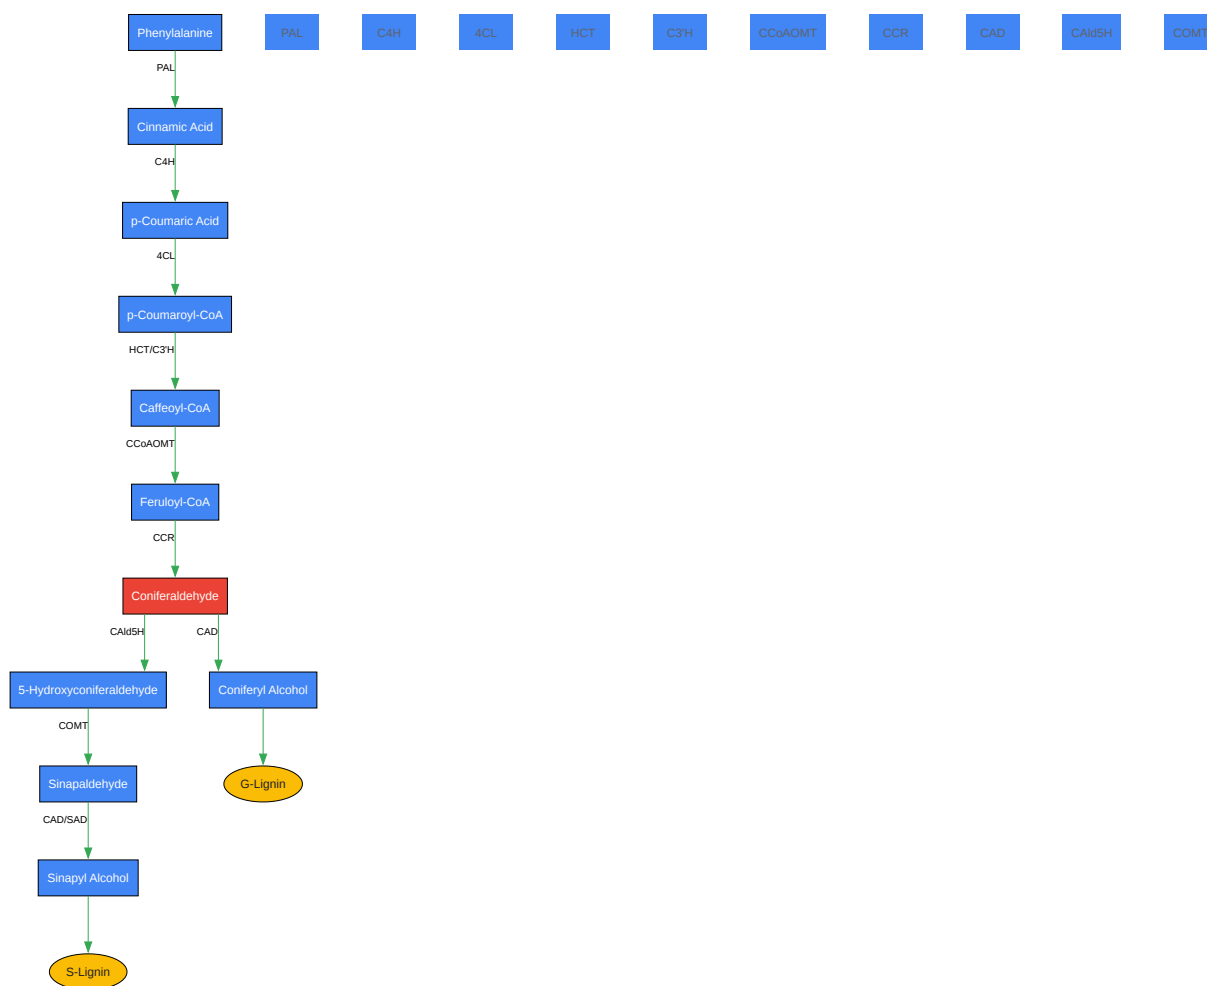 Phenylalanine
PAL
C4H
4CL
HCT
C3'H
CCoAOMT
CCR
CAD
CAld5H
COMT
PAL
Cinnamic Acid
C4H
p-Coumaric Acid
4CL
p-Coumaroyl-CoA
HCT/C3'H
Caffeoyl-CoA
CCoAOMT
Feruloyl-CoA
CCR
Coniferaldehyde
CAld5H
CAD
5-Hydroxyconiferaldehyde
Coniferyl Alcohol
COMT
Sinapaldehyde
G-Lignin
CAD/SAD
Sinapyl Alcohol
S-Lignin